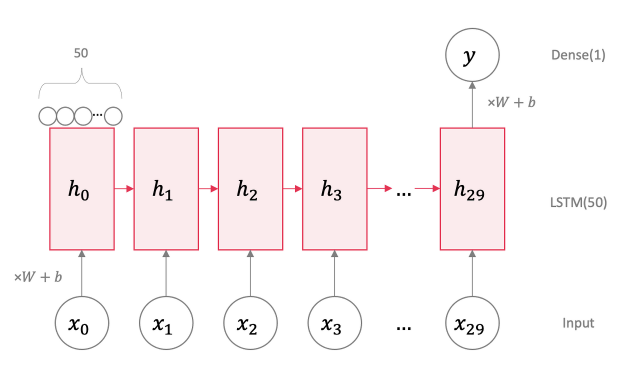 50
y
Dense(1)
×W + b
...
h₀
h₁
h₂
h₃
...
h₂₉
LSTM(50)
×W + b
x₀
x₁
x₂
x₃
...
x₂₉
Input